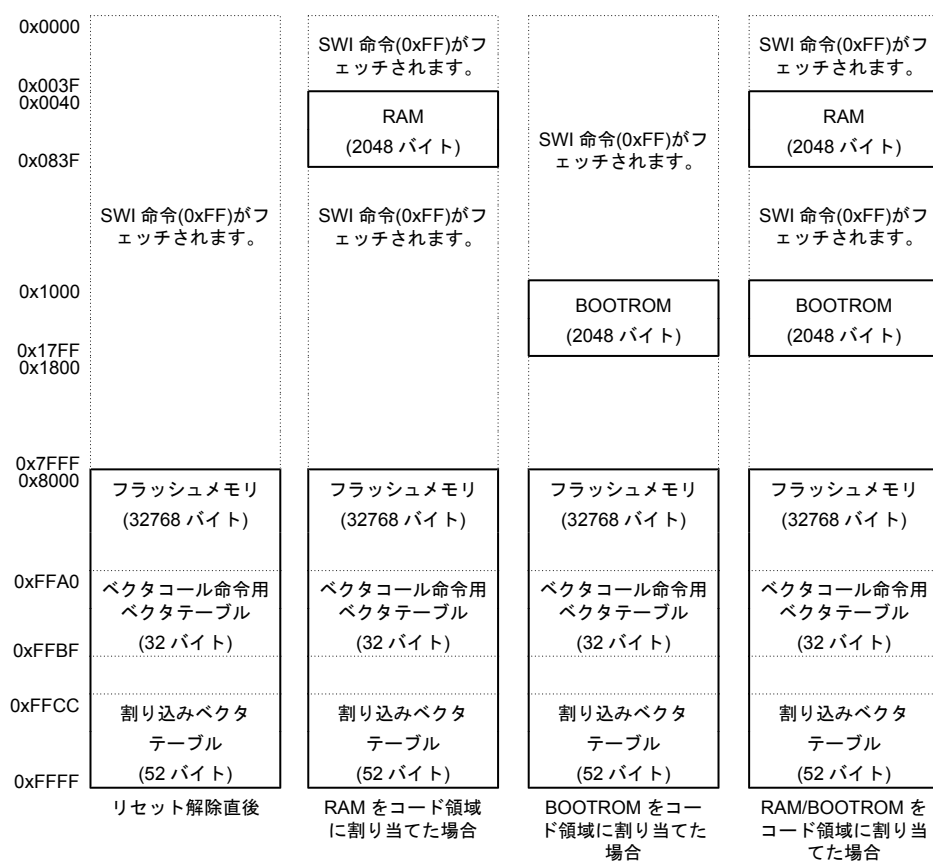 0x0000
0x003F
0x0040
0x083F
0x1000
0x17FF
0x1800
0x7FFF
0x8000
0xFFA0
0xFFBF
0xFFCC
0xFFFF
SWI 命令(0xFF)がフ
ェッチされます。
フラッシュメモリ
(32768 バイト)
ベクタコール命令用
ベクタテーブル
(32 バイト)
割り込みベクタ
テーブル
(52 バイト)
リセット解除直後
SWI 命令(0xFF)がフ
ェッチされます。
RAM
(2048 バイト)
SWI 命令(0xFF)がフ
ェッチされます。
フラッシュメモリ
(32768 バイト)
ベクタコール命令用
ベクタテーブル
(32 バイト)
割り込みベクタ
テーブル
(52 バイト)
RAM をコード領域
に割り当てた場合
SWI 命令(0xFF)がフ
ェッチされます。
BOOTROM
(2048 バイト)
フラッシュメモリ
(32768 バイト)
ベクタコール命令用
ベクタテーブル
(32 バイト)
割り込みベクタ
テーブル
(52 バイト)
BOOTROM をコー
ド領域に割り当てた
場合
SWI 命令(0xFF)がフ
ェッチされます。
RAM
(2048 バイト)
SWI 命令(0xFF)がフ
ェッチされます。
BOOTROM
(2048 バイト)
フラッシュメモリ
(32768 バイト)
ベクタコール命令用
ベクタテーブル
(32 バイト)
割り込みベクタ
テーブル
(52 バイト)
RAM/BOOTROM を
コード領域に割り当
てた場合